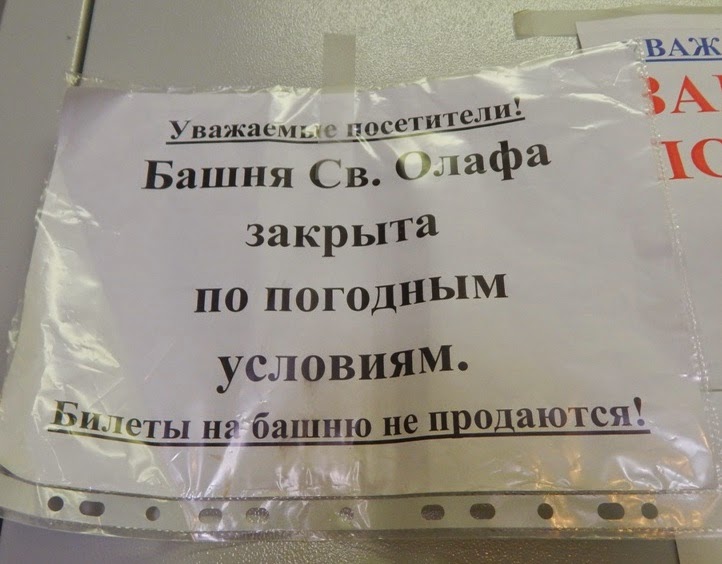 Уважаемые посетители!
Башня Св. Олафа
закрыта
по погодным
условиям.
Билеты на башню не продаются!